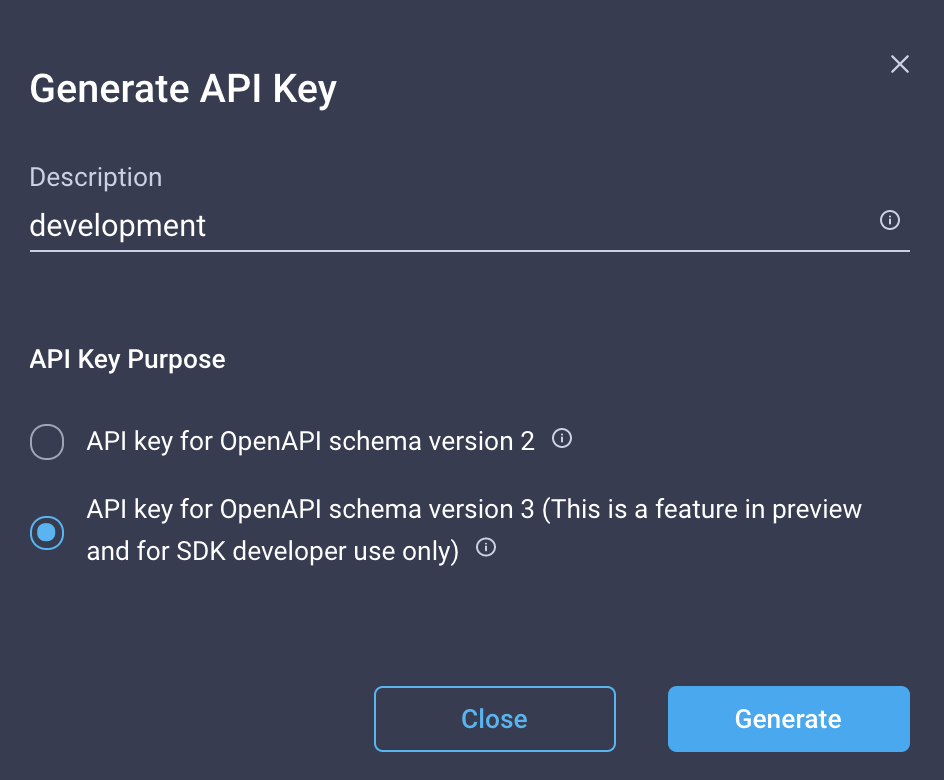 Generate API Key
Description
development
API Key Purpose
API key for OpenAPI schema version 2
API key for OpenAPI schema version 3 (This is a feature in preview
and for SDK developer use only)
Close
Generate